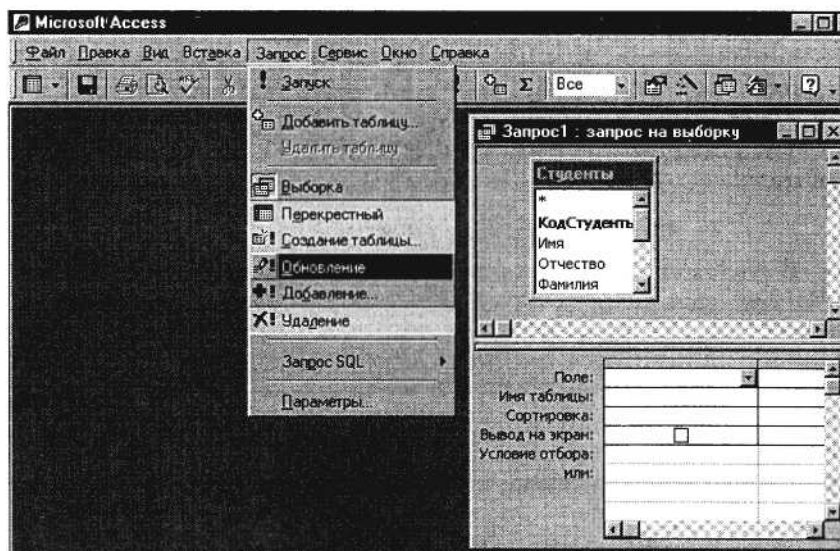 Microsoft Access
Файл Правка Вид Вставка Запрос Сервис Окно Справка
Все
Запуск
Добавить таблицу...
Удалить таблицу
Выборка
Перекрестный
Создание таблицы...
Обновление
Добавление...
Удаление
Запрос SQL
Параметры...
Запрос1 : запрос на выборку
Студенты
*
КодСтуденть
Имя
Отчество
Фамилия
Поле:
Имя таблицы:
Сортировка:
Вывод на экран:
Условие отбора:
или: